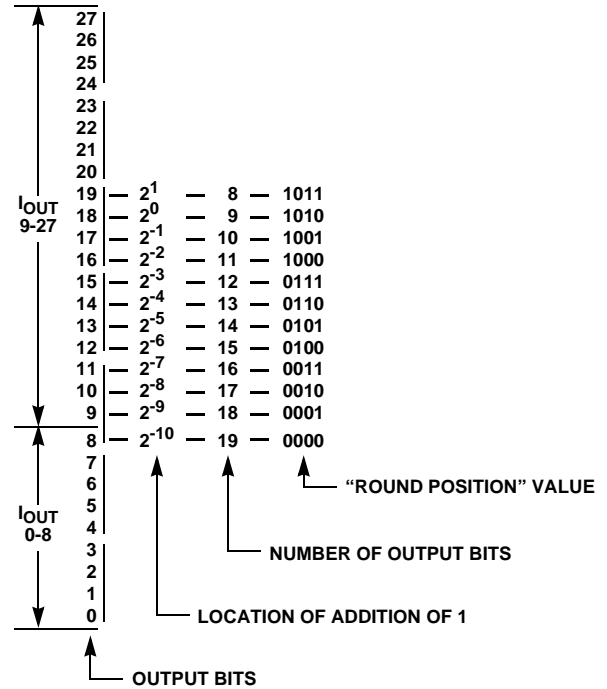 27
26
25
24
23
22
21
20
19 — 2^1 — 8 — 1011
18 — 2^0 — 9 — 1010
17 — 2^-1 — 10 — 1001
16 — 2^-2 — 11 — 1000
15 — 2^-3 — 12 — 0111
14 — 2^-4 — 13 — 0110
13 — 2^-5 — 14 — 0101
12 — 2^-6 — 15 — 0100
11 — 2^-7 — 16 — 0011
10 — 2^-8 — 17 — 0010
9 — 2^-9 — 18 — 0001
8 — 2^-10 — 19 — 0000
7
6
5
4
3
2
1
0
IOUT
9-27
IOUT
0-8
“ROUND POSITION” VALUE
NUMBER OF OUTPUT BITS
LOCATION OF ADDITION OF 1
OUTPUT BITS